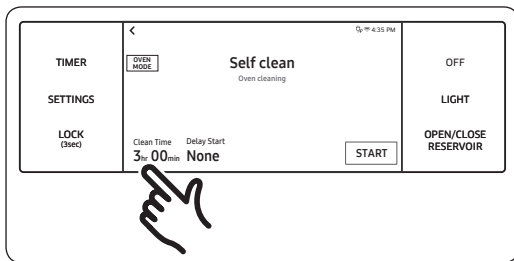 TIMER
SETTINGS
LOCK
(3sec)
4:35 PM
OVEN
MODE
Self clean
Oven cleaning
Clean Time Delay Start
3hr 00min None
START
OFF
LIGHT
OPEN/CLOSE
RESERVOIR